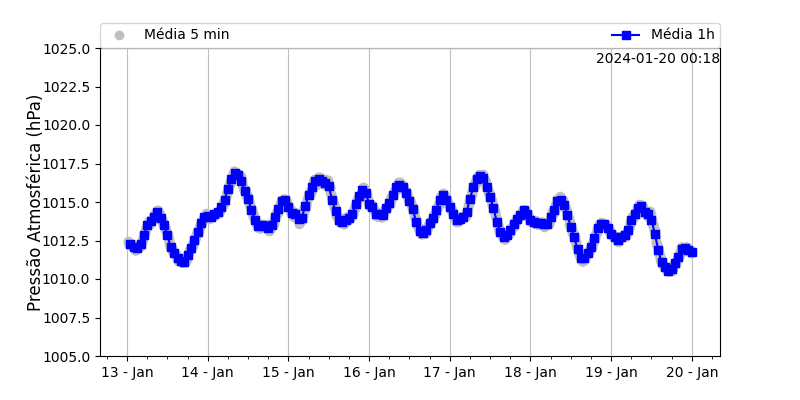 Média 5 min
Média 1h
2024-01-20 00:18
Pressão Atmosférica (hPa)
1025.0
1022.5
1020.0
1017.5
1015.0
1012.5
1010.0
1007.5
1005.0
13 - Jan
14 - Jan
15 - Jan
16 - Jan
17 - Jan
18 - Jan
19 - Jan
20 - Jan